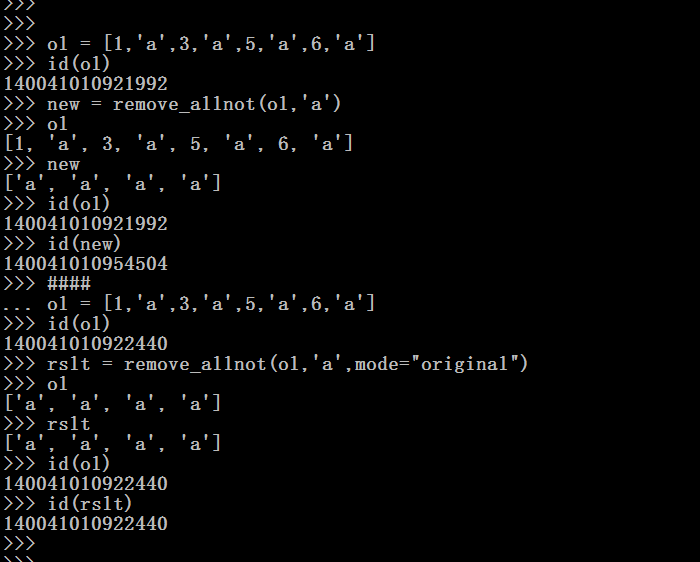 >>>
>>>
>>> ol = [1,'a',3,'a',5,'a',6,'a']
>>> id(ol)
140041010921992
>>> new = remove_allnot(ol,'a')
>>> ol
[1, 'a', 3, 'a', 5, 'a', 6, 'a']
>>> new
['a', 'a', 'a', 'a']
>>> id(ol)
140041010921992
>>> id(new)
140041010954504
>>> ####
... ol = [1,'a',3,'a',5,'a',6,'a']
>>> id(ol)
140041010922440
>>> rslt = remove_allnot(ol,'a',mode="original")
>>> ol
['a', 'a', 'a', 'a']
>>> rslt
['a', 'a', 'a', 'a']
>>> id(ol)
140041010922440
>>> id(rslt)
140041010922440
>>>
>>>